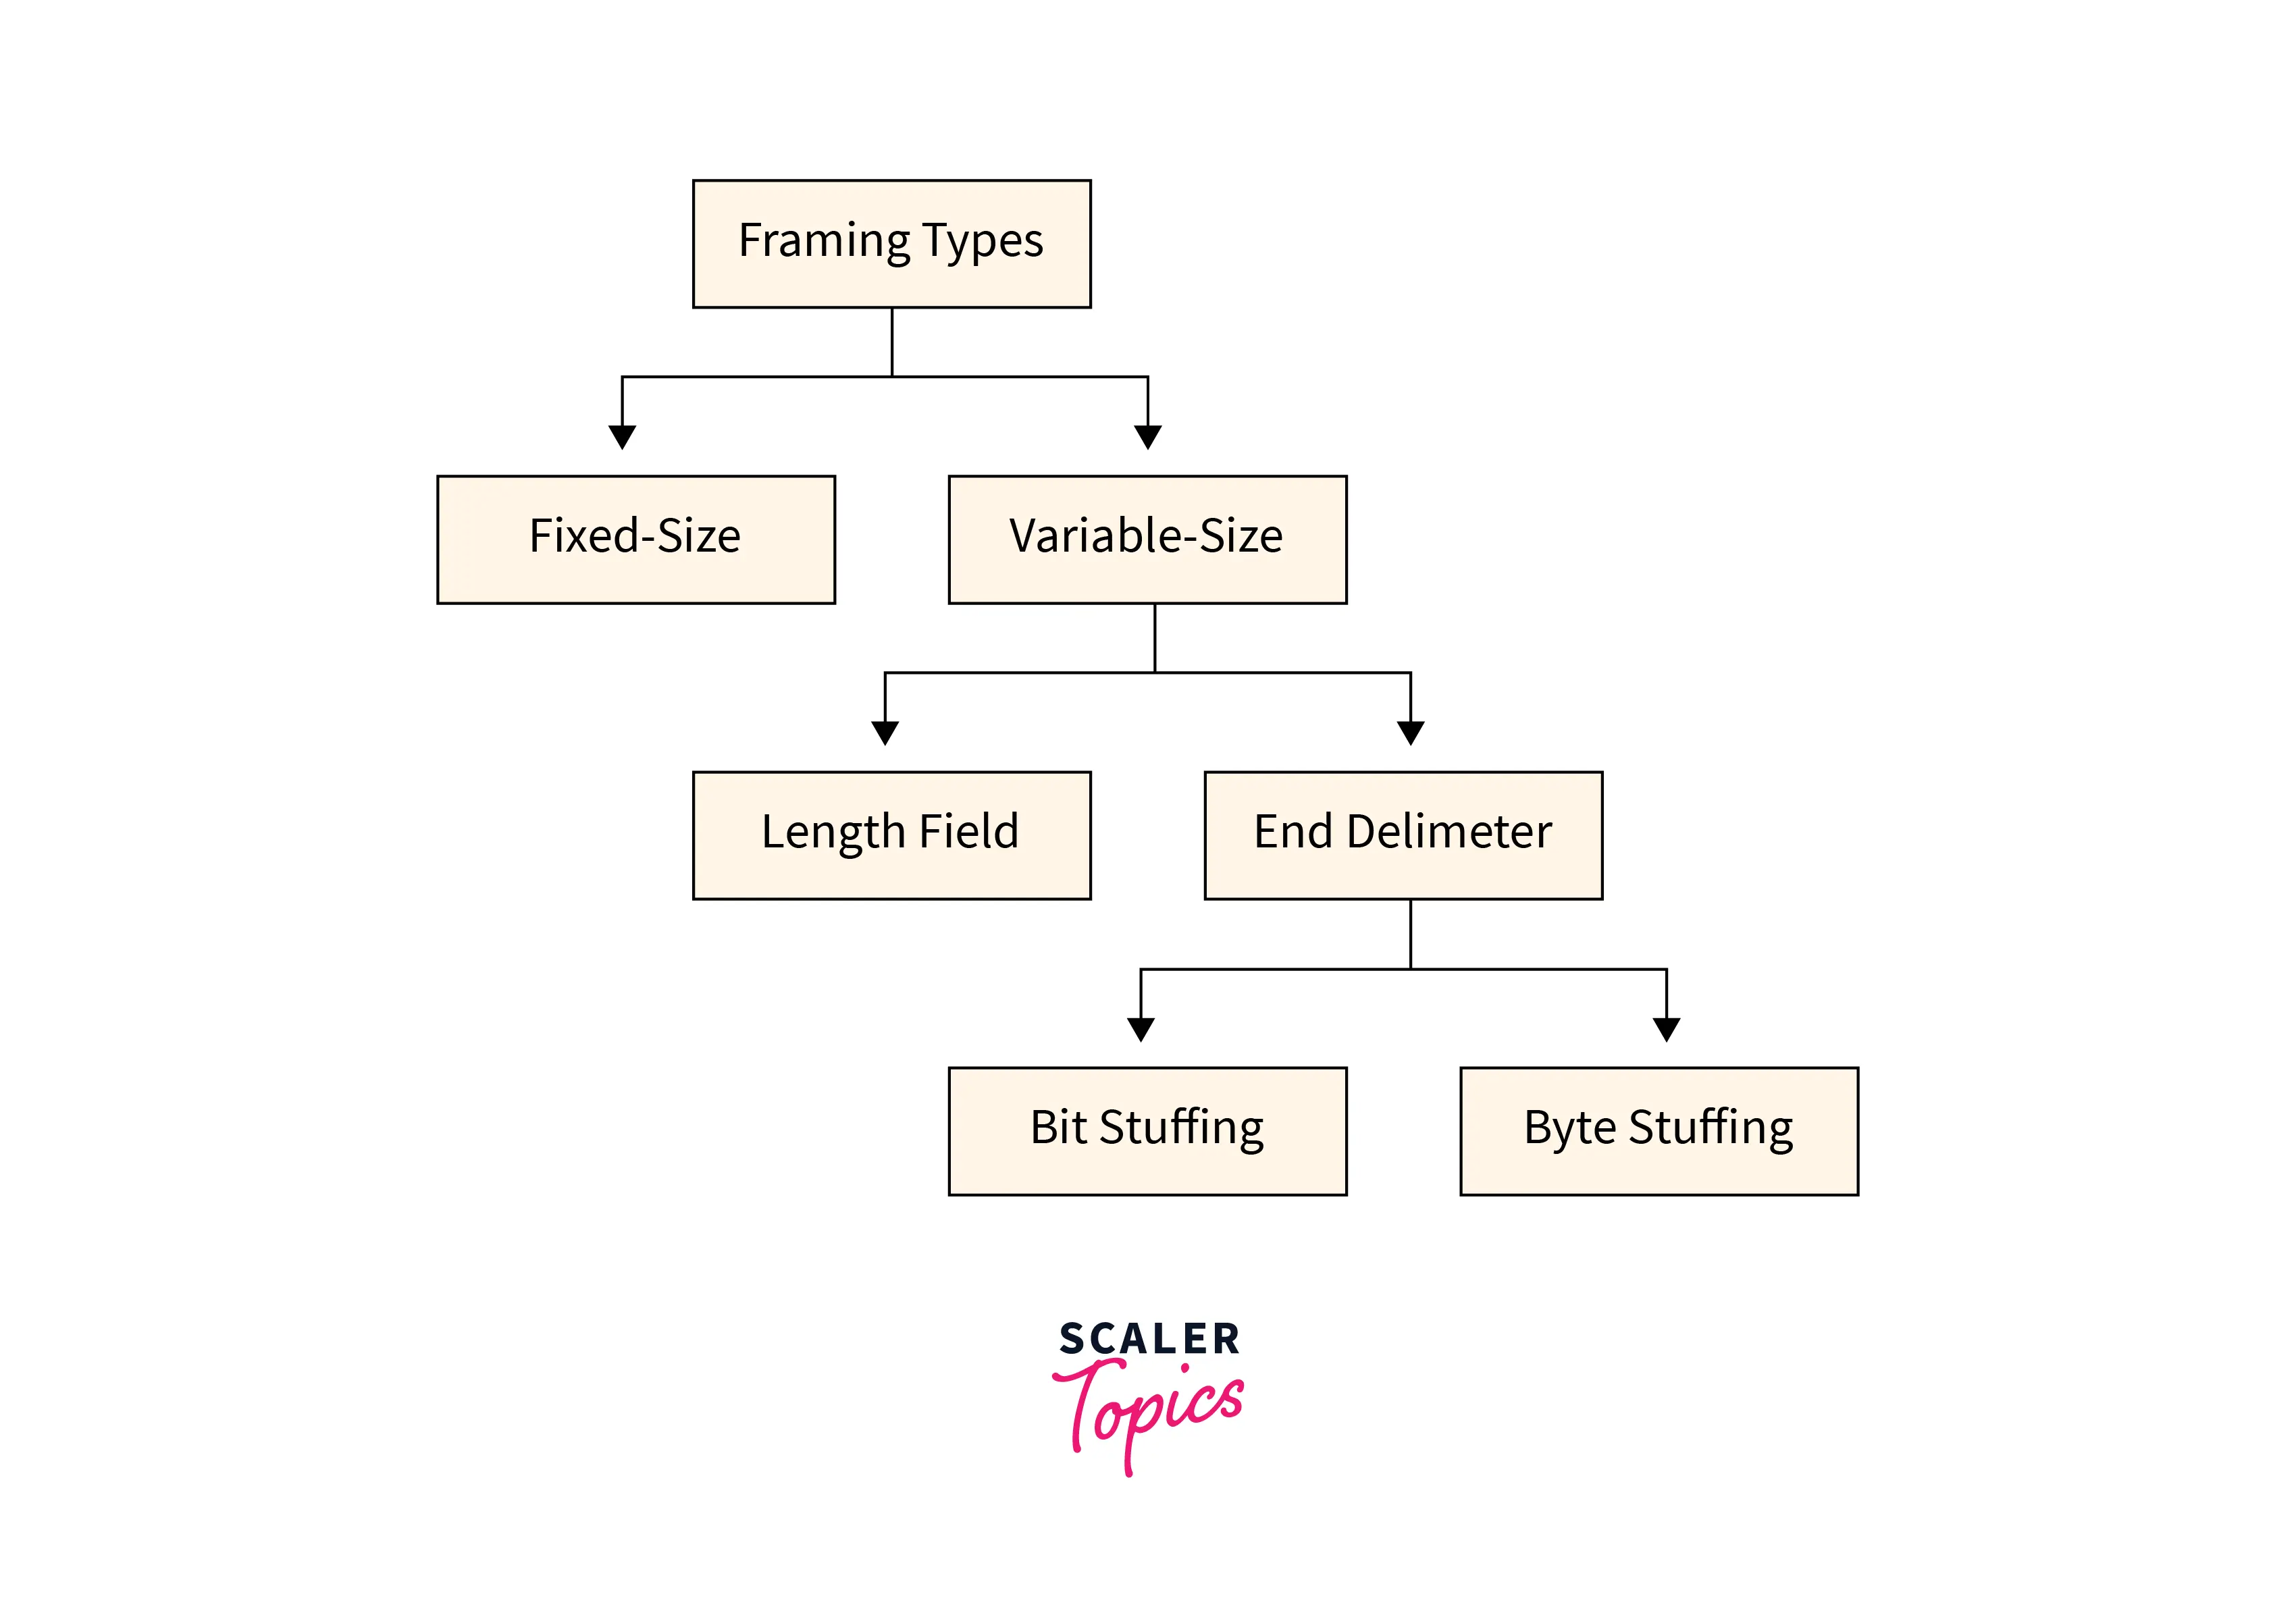 Framing Types
Fixed-Size
Variable-Size
Length Field
End Delimeter
Bit Stuffing
Byte Stuffing
SCALER
Topics